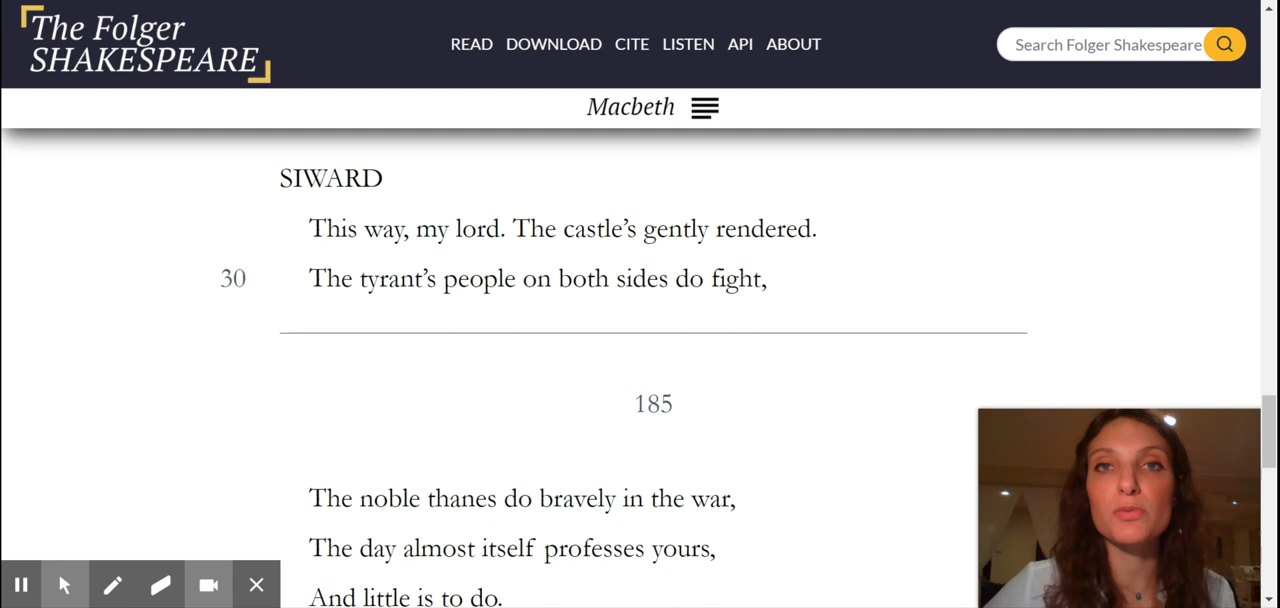 The Folger
SHAKESPEARE
READ DOWNLOAD CITE LISTEN API ABOUT
Search Folger Shakespeare
Macbeth
SIWARD
This way, my lord. The castle’s gently rendered.
30 The tyrant’s people on both sides do fight,
185
The noble thanes do bravely in the war,
The day almost itself professes yours,
And little is to do.